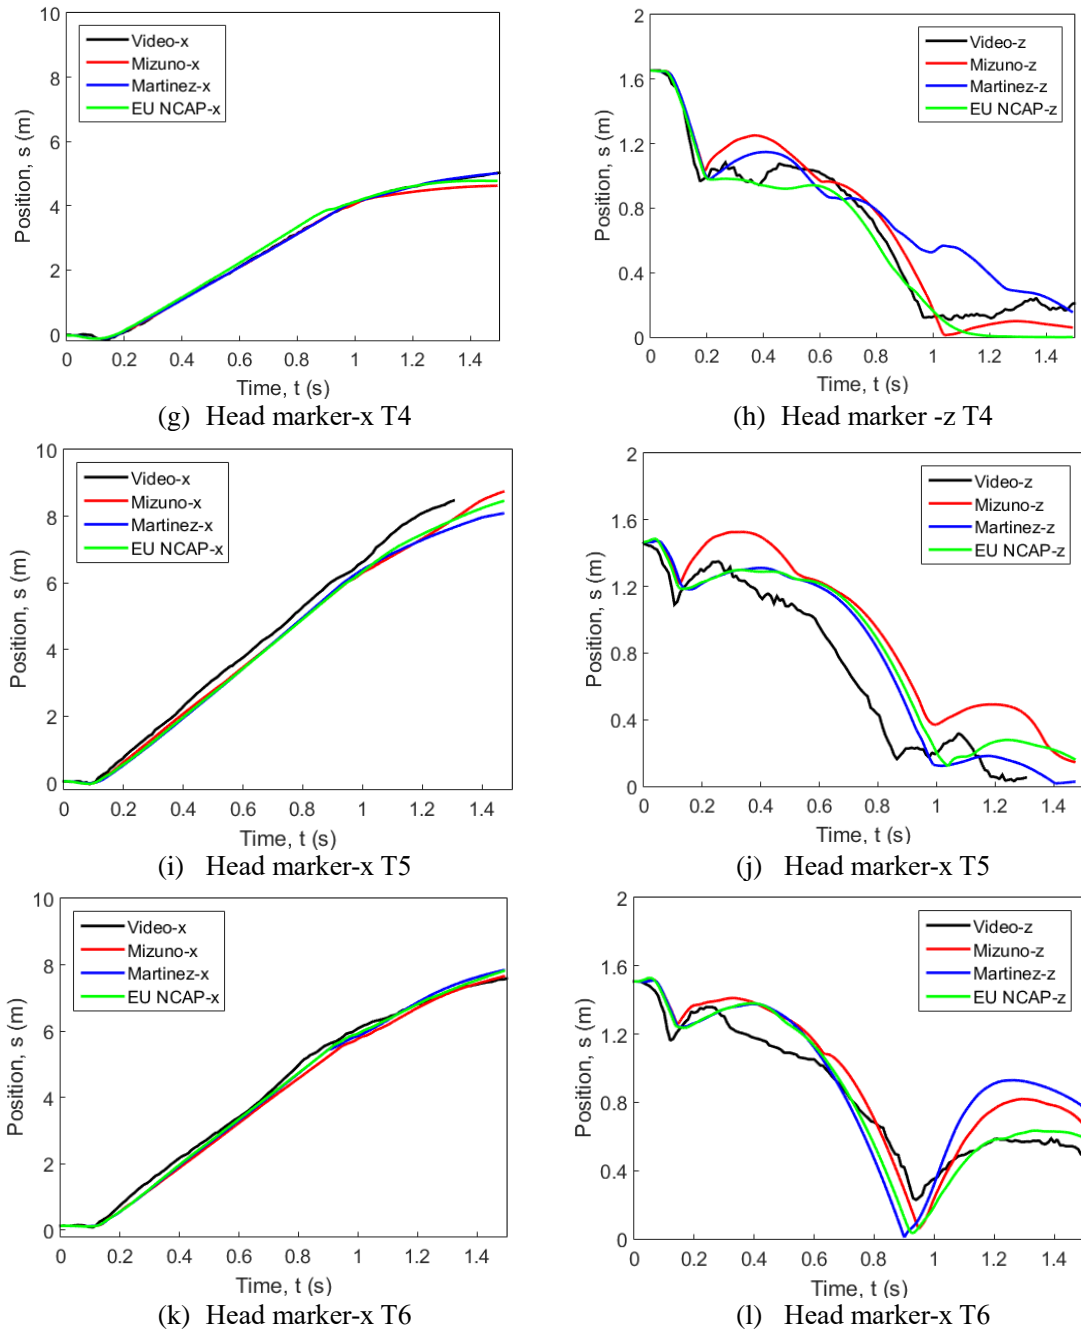 10
8
6
4
2
0
Position, s (m)
Video-x
Mizuno-x
Martinez-x
EU NCAP-x
0 0.2 0.4 0.6 0.8 1 1.2 1.4
Time, t (s)
(g) Head marker-x T4
2
1.6
1.2
0.8
0.4
0
Position, s (m)
Video-z
Mizuno-z
Martinez-z
EU NCAP-z
0 0.2 0.4 0.6 0.8 1 1.2 1.4
Time, t (s)
(h) Head marker -z T4
10
8
6
4
2
0
Position, s (m)
Video-x
Mizuno-x
Martinez-x
EU NCAP-x
0 0.2 0.4 0.6 0.8 1 1.2 1.4
Time, t (s)
(i) Head marker-x T5
2
1.6
1.2
0.8
0.4
0
Position, s (m)
Video-z
Mizuno-z
Martinez-z
EU NCAP-z
0 0.2 0.4 0.6 0.8 1 1.2 1.4
Time, t (s)
(j) Head marker-x T5
10
8
6
4
2
0
Position, s (m)
Video-x
Mizuno-x
Martinez-x
EU NCAP-x
0 0.2 0.4 0.6 0.8 1 1.2 1.4
Time, t (s)
(k) Head marker-x T6
2
1.6
1.2
0.8
0.4
0
Position, s (m)
Video-z
Mizuno-z
Martinez-z
EU NCAP-z
0 0.2 0.4 0.6 0.8 1 1.2 1.4
Time, t (s)
(l) Head marker-x T6